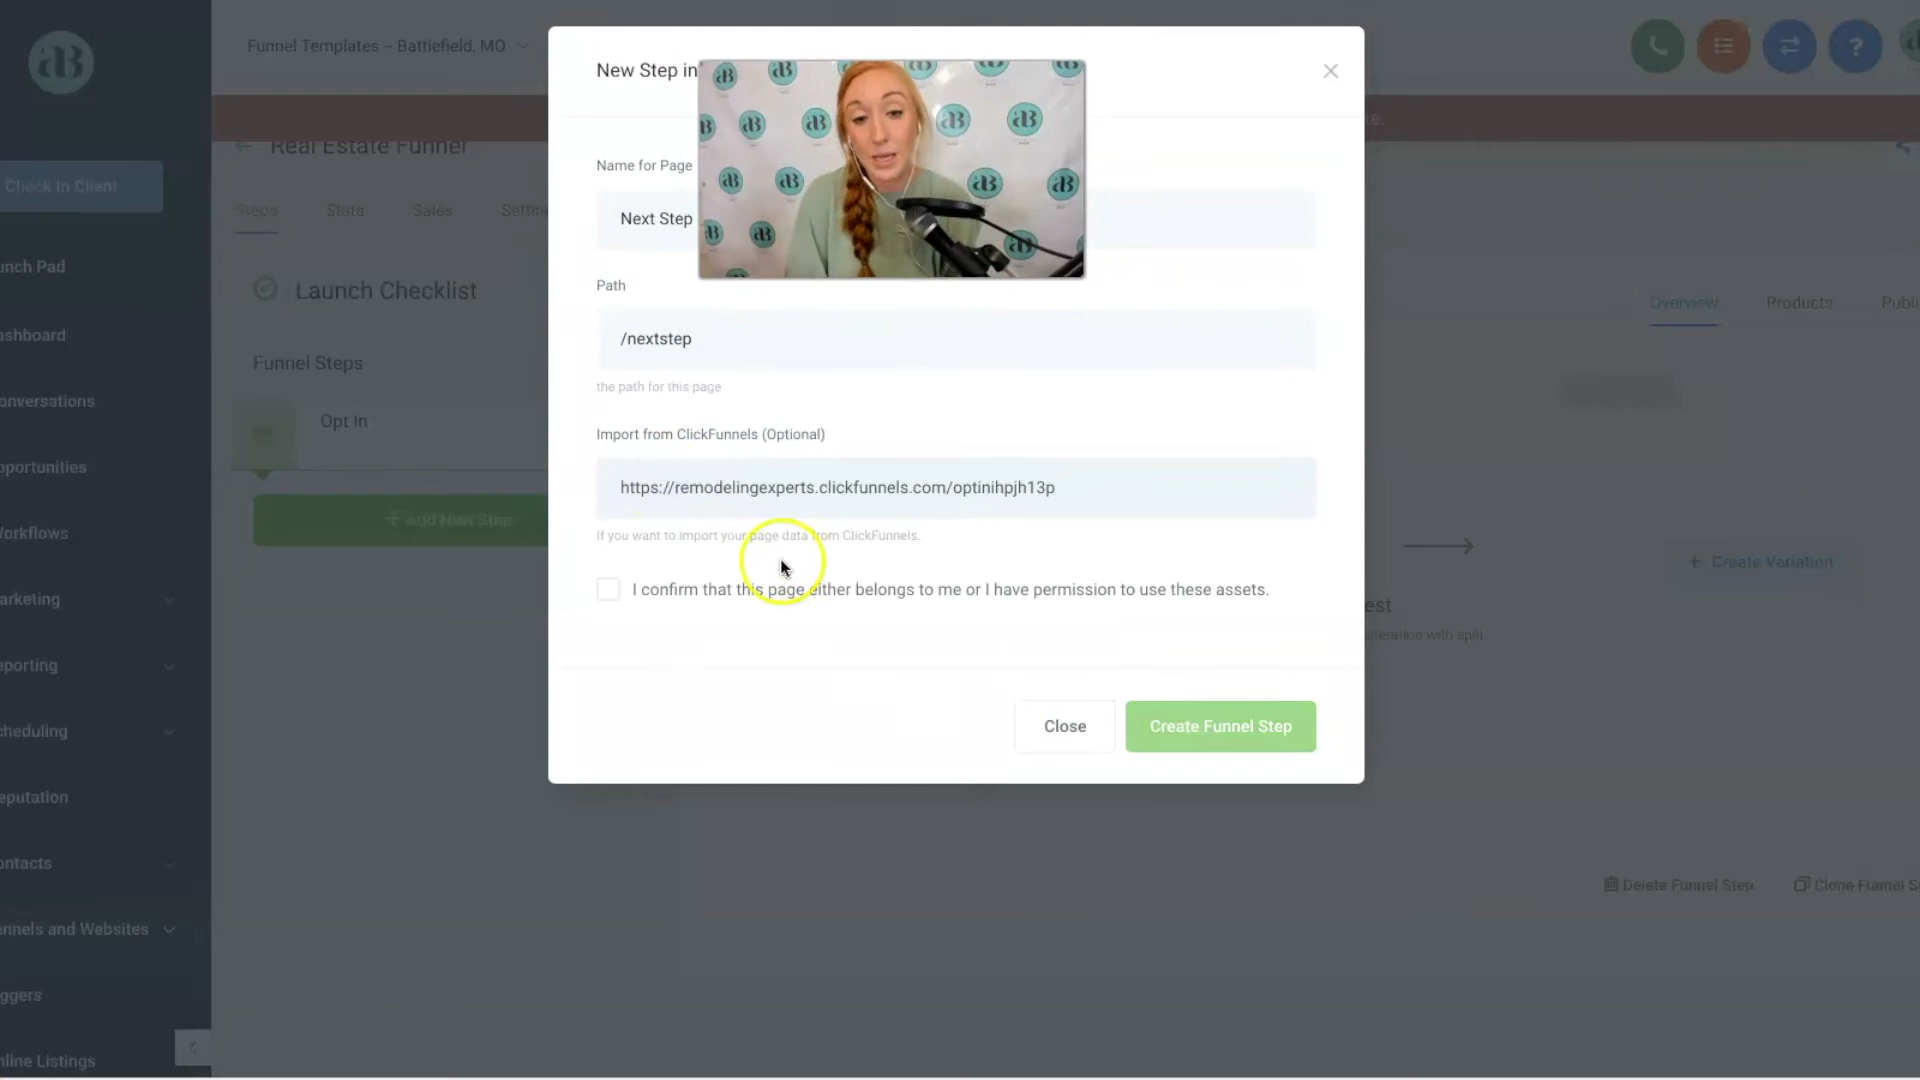 Funnel Templates – Battlefield, MO
New Step in
Real Estate Funnel
Check In Client
Name for Page
Next Step
Steps
Stats
Sales
unch Pad
Launch Checklist
Path
/nextstep
the path for this page
Overview
Products
Publi
ashboard
Funnel Steps
onversations
Opt In
Import from ClickFunnels (Optional)
pportunities
https://remodelingexperts.clickfunnels.com/optinihpjh13p
+ Add New Step
orkflows
If you want to import your page data from ClickFunnels.
+ Create Variation
I confirm that this page either belongs to me or I have permission to use these assets.
arketing
est
eporting
cheduling
Close
Create Funnel Step
eputation
ontacts
Delete Funnel Step
Clone Funnel S
nnels and Websites
ggers
nline Listings